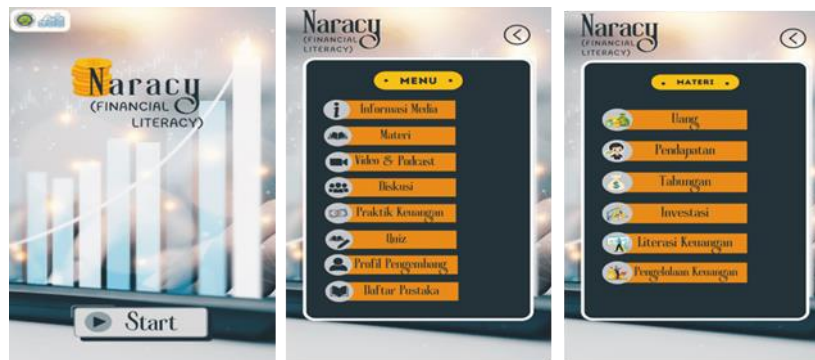 Naracy
(FINANCIAL
LITERACY)
Start
Naracy
(FINANCIAL
LITERACY)
MENU
Informasi Media
Materi
Video & Podcast
Diskusi
Praktik Keuangan
Quiz
Profil Pengembang
Daftar Pustaka
Naracy
(FINANCIAL
LITERACY)
MATERI
Uang
Pendapatan
Tabungan
Investasi
Literasi Keuangan
Pengelolaan Keuangan